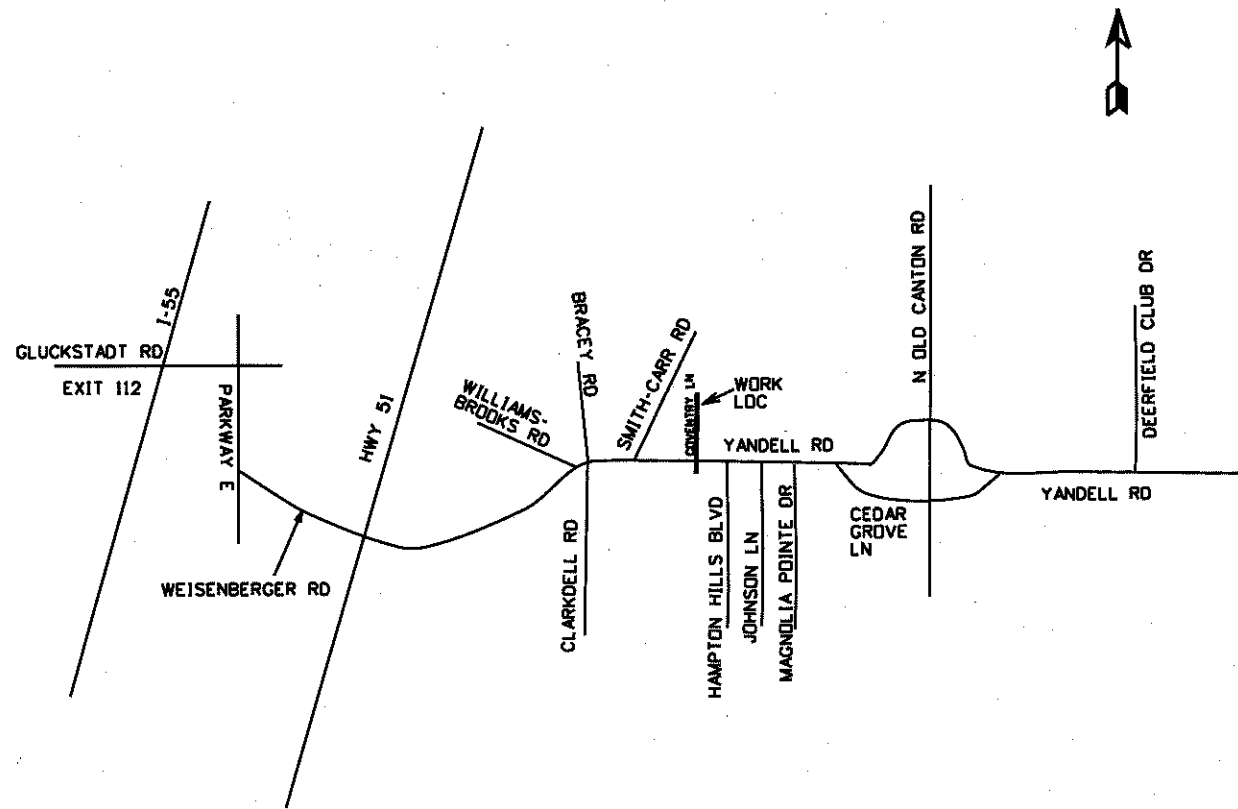 N OLD CANTON RD
DEERFIELD CLUB DR
I-55
BRACEY RD
SMITH-CARR RD
GLUCKSTADT RD
EXIT 112
PARKWAY E
HWY 51
WILLIAMS-
BROOKS RD
COVENTRY LN
WORK
LOC
YANDELL RD
YANDELL RD
CEDAR
GROVE
LN
WEISENBERGER RD
CLARKDELL RD
HAMPTON HILLS BLVD
JOHNSON LN
MAGNOLIA POINTE DR